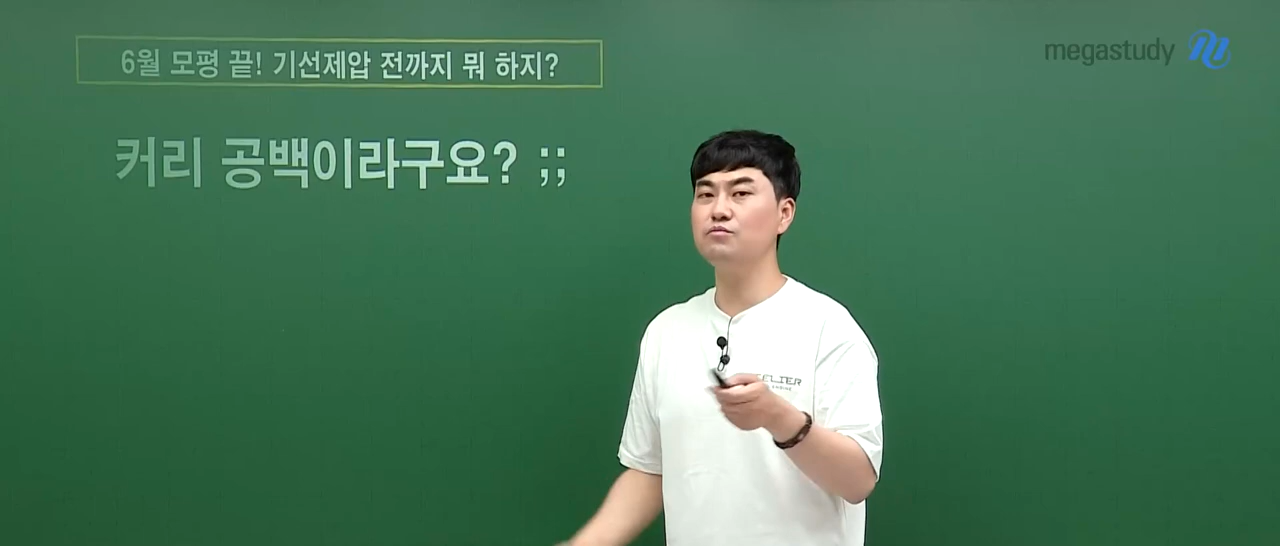 6월 모평 끝! 기선제압 전까지 뭐 하지?
megastudy
커리 공백이라구요? ;;